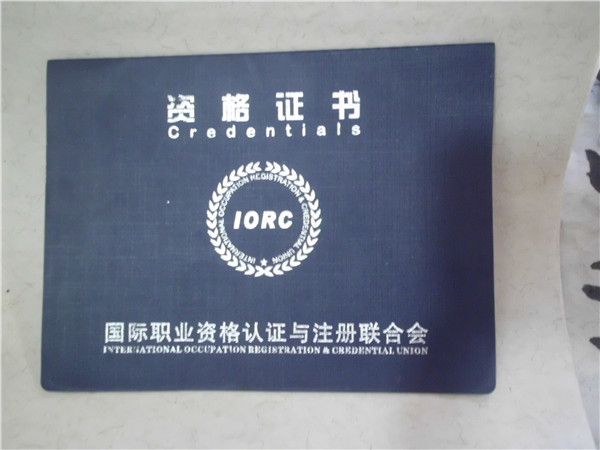 资格证书
Credentials
INTERNATIONAL OCCUPATION REGISTRATION & CREDENTIAL UNION
IORC
国际职业资格认证与注册联合会
INTERNATIONAL OCCUPATION REGISTRATION & CREDENTIAL UNION